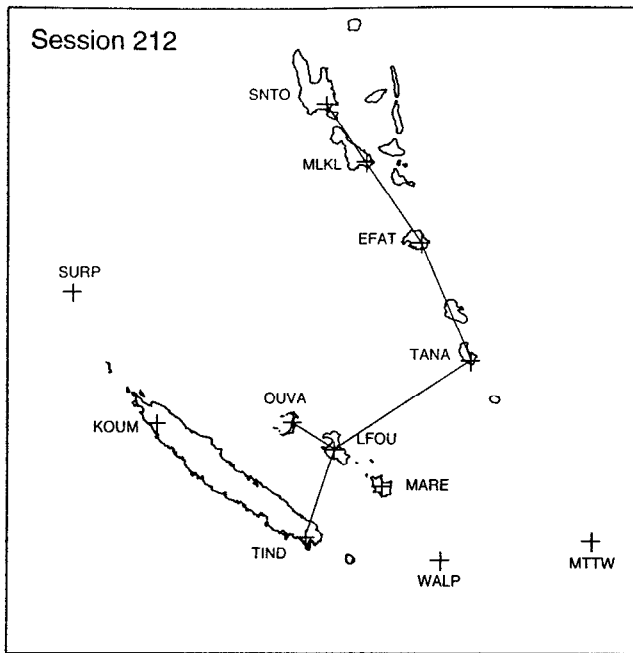 Session 212
SNTO
MLKL
EFAT
SURP
TANA
OUVA
KOUM
LFOU
MARE
TIND
MTTW
WALP